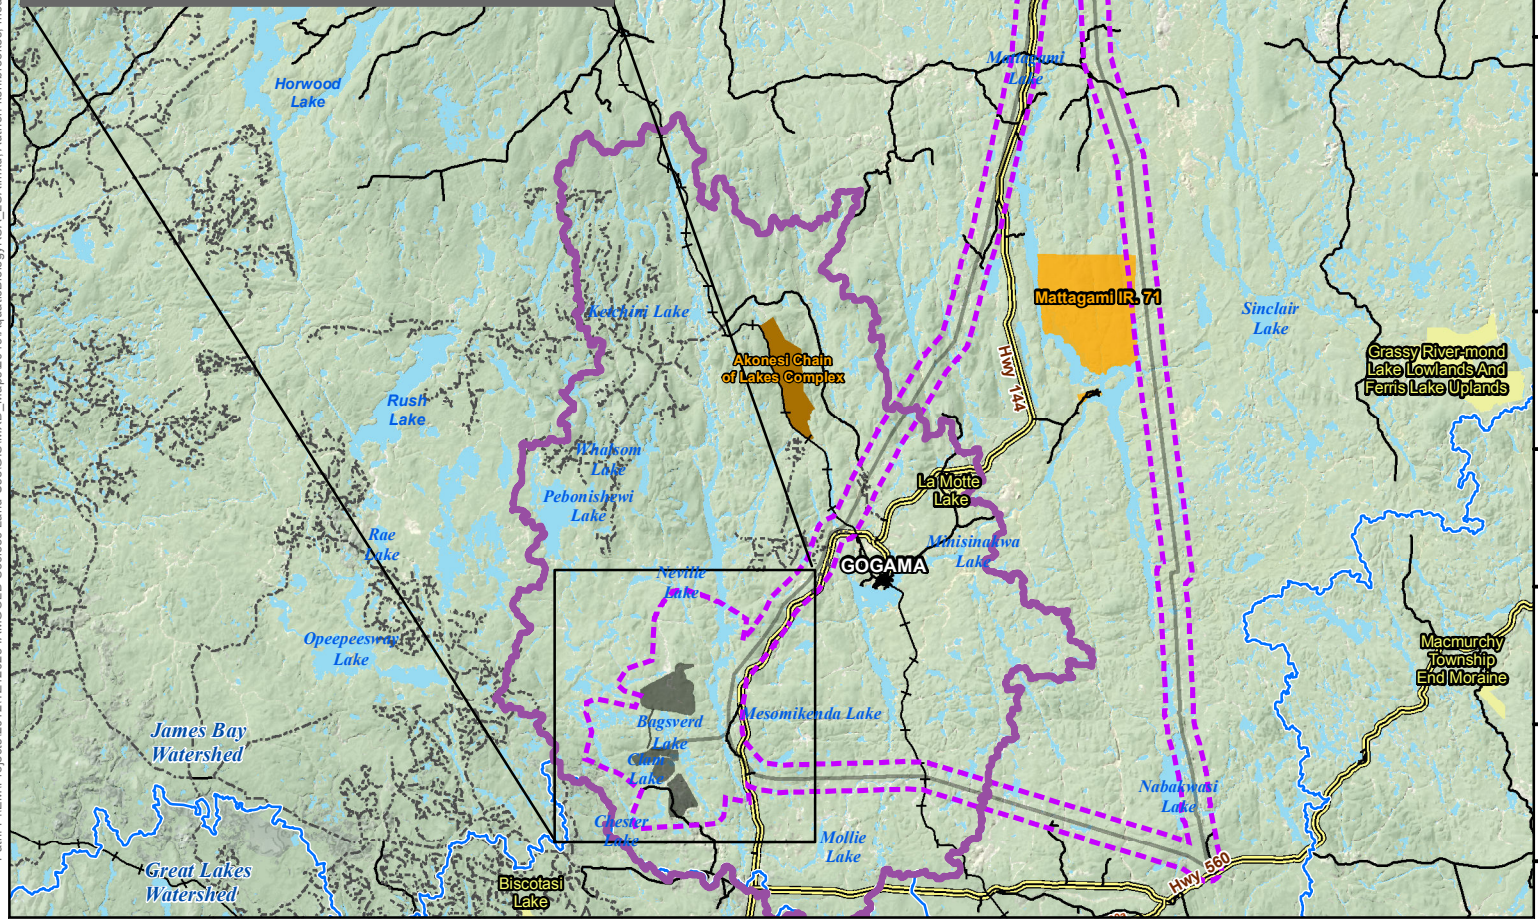 Horwood
Lake
Mattagami
Lake
Mattagami IR. 71
Ketchini Lake
Sinclair
Lake
Akonesi Chain
of Lakes Complex
Hwy 144
Grassy River-mond
Lake Lowlands And
Ferris Lake Uplands
Rush
Lake
Whalsom
Lake
La Motte
Lake
Pebonishewi
Lake
Rae
Lake
Minisinakwa
Lake
GOGAMA
Neville
Lake
Opeepeesway
Lake
Macmurchy
Township
End Moraine
Bagsverd
Lake
Mesomikenda Lake
James Bay
Watershed
Clam
Lake
Nabakwasi
Lake
Chester
Lake
Mollie
Lake
Great Lakes
Watershed
Biscotasi
Lake
Hwy 560